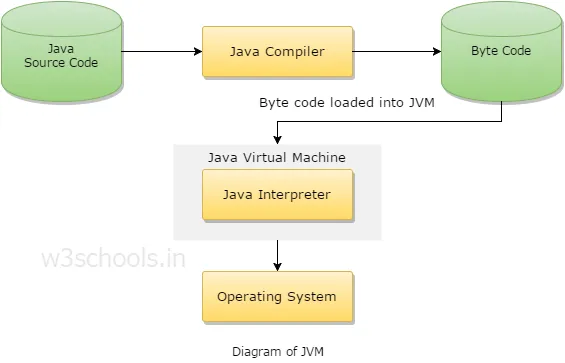 Java
Source Code
Java Compiler
Byte Code
Byte code loaded into JVM
Java Virtual Machine
Java Interpreter
w3schools.in
Operating System
Diagram of JVM